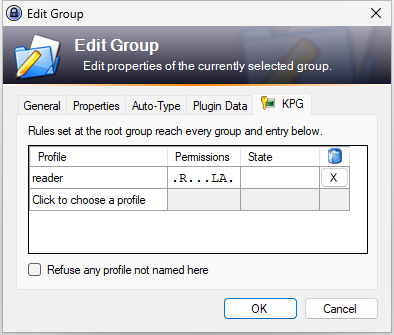 Edit Group
Edit Group
Edit properties of the currently selected group.
General Properties Auto-Type Plugin Data KPG
Rules set at the root group reach every group and entry below.
Profile Permissions State
reader .R...LA. X
Click to choose a profile
Refuse any profile not named here
OK Cancel